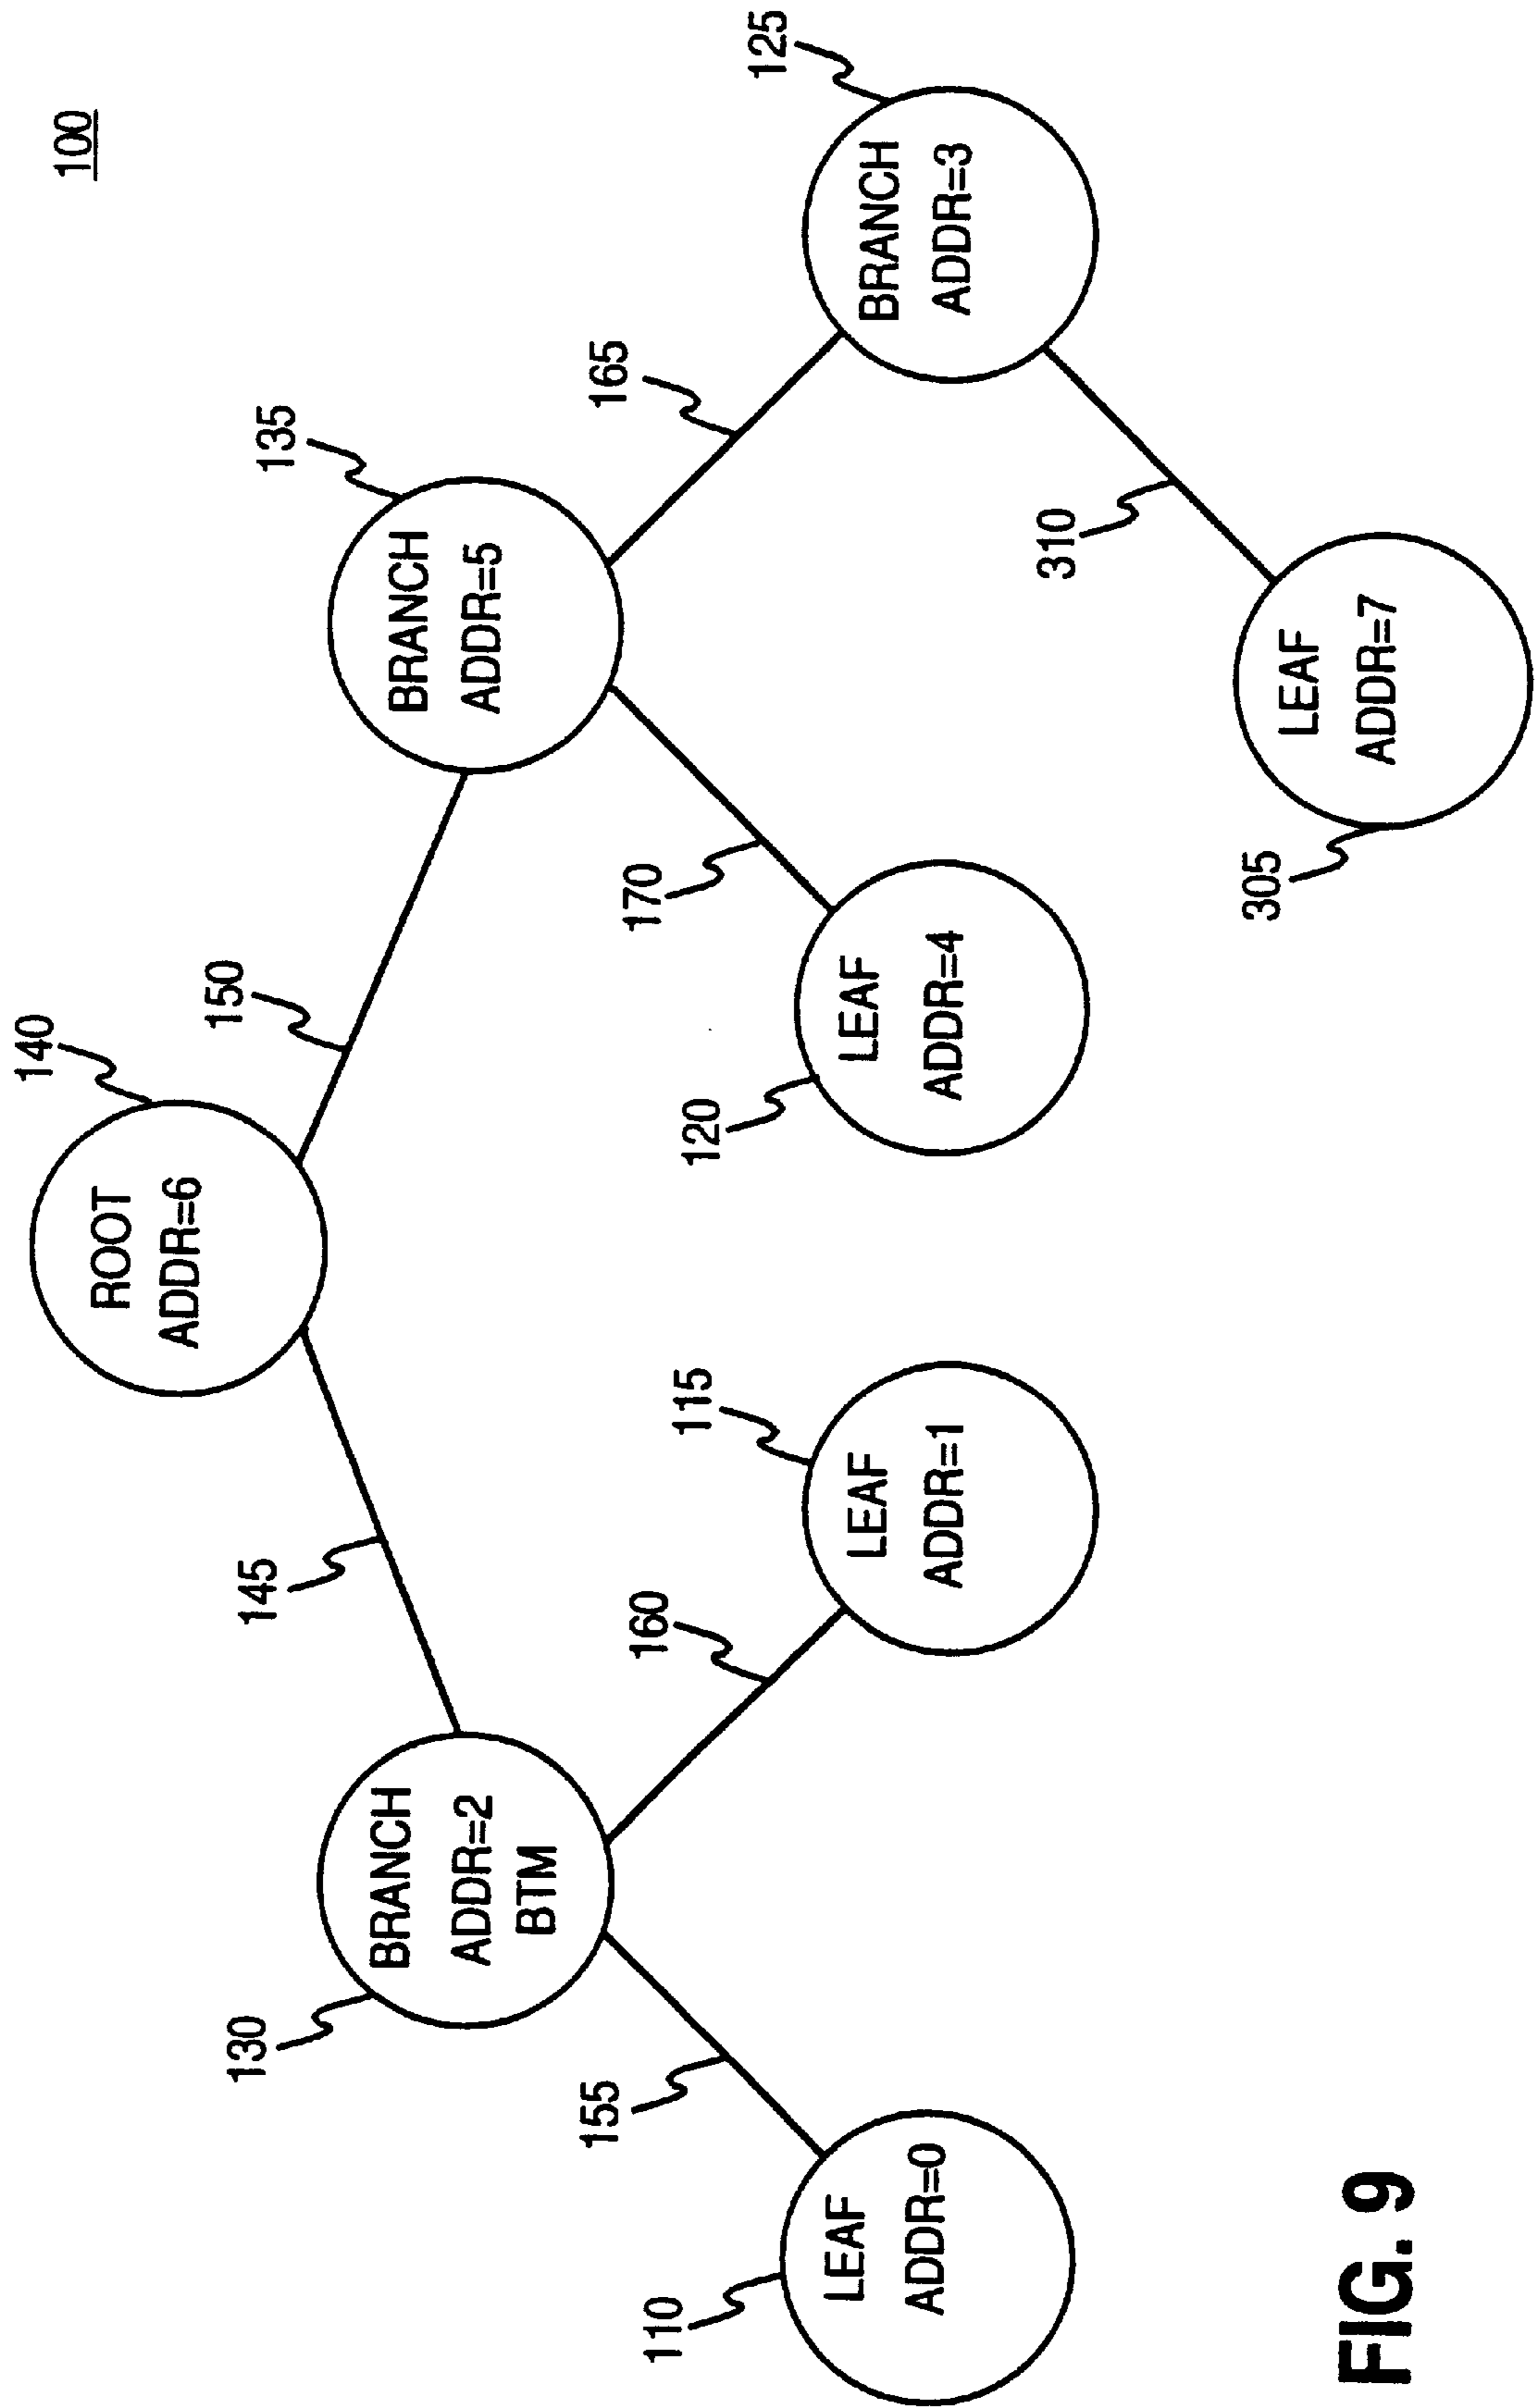 100
140
ROOT
ADDR=6
145
150
130
BRANCH
ADDR=2
BTM
135
BRANCH
ADDR=5
155
160
170
165
110
LEAF
ADDR=0
115
LEAF
ADDR=1
120
LEAF
ADDR=4
125
BRANCH
ADDR=3
310
305
LEAF
ADDR=7
FIG. 9